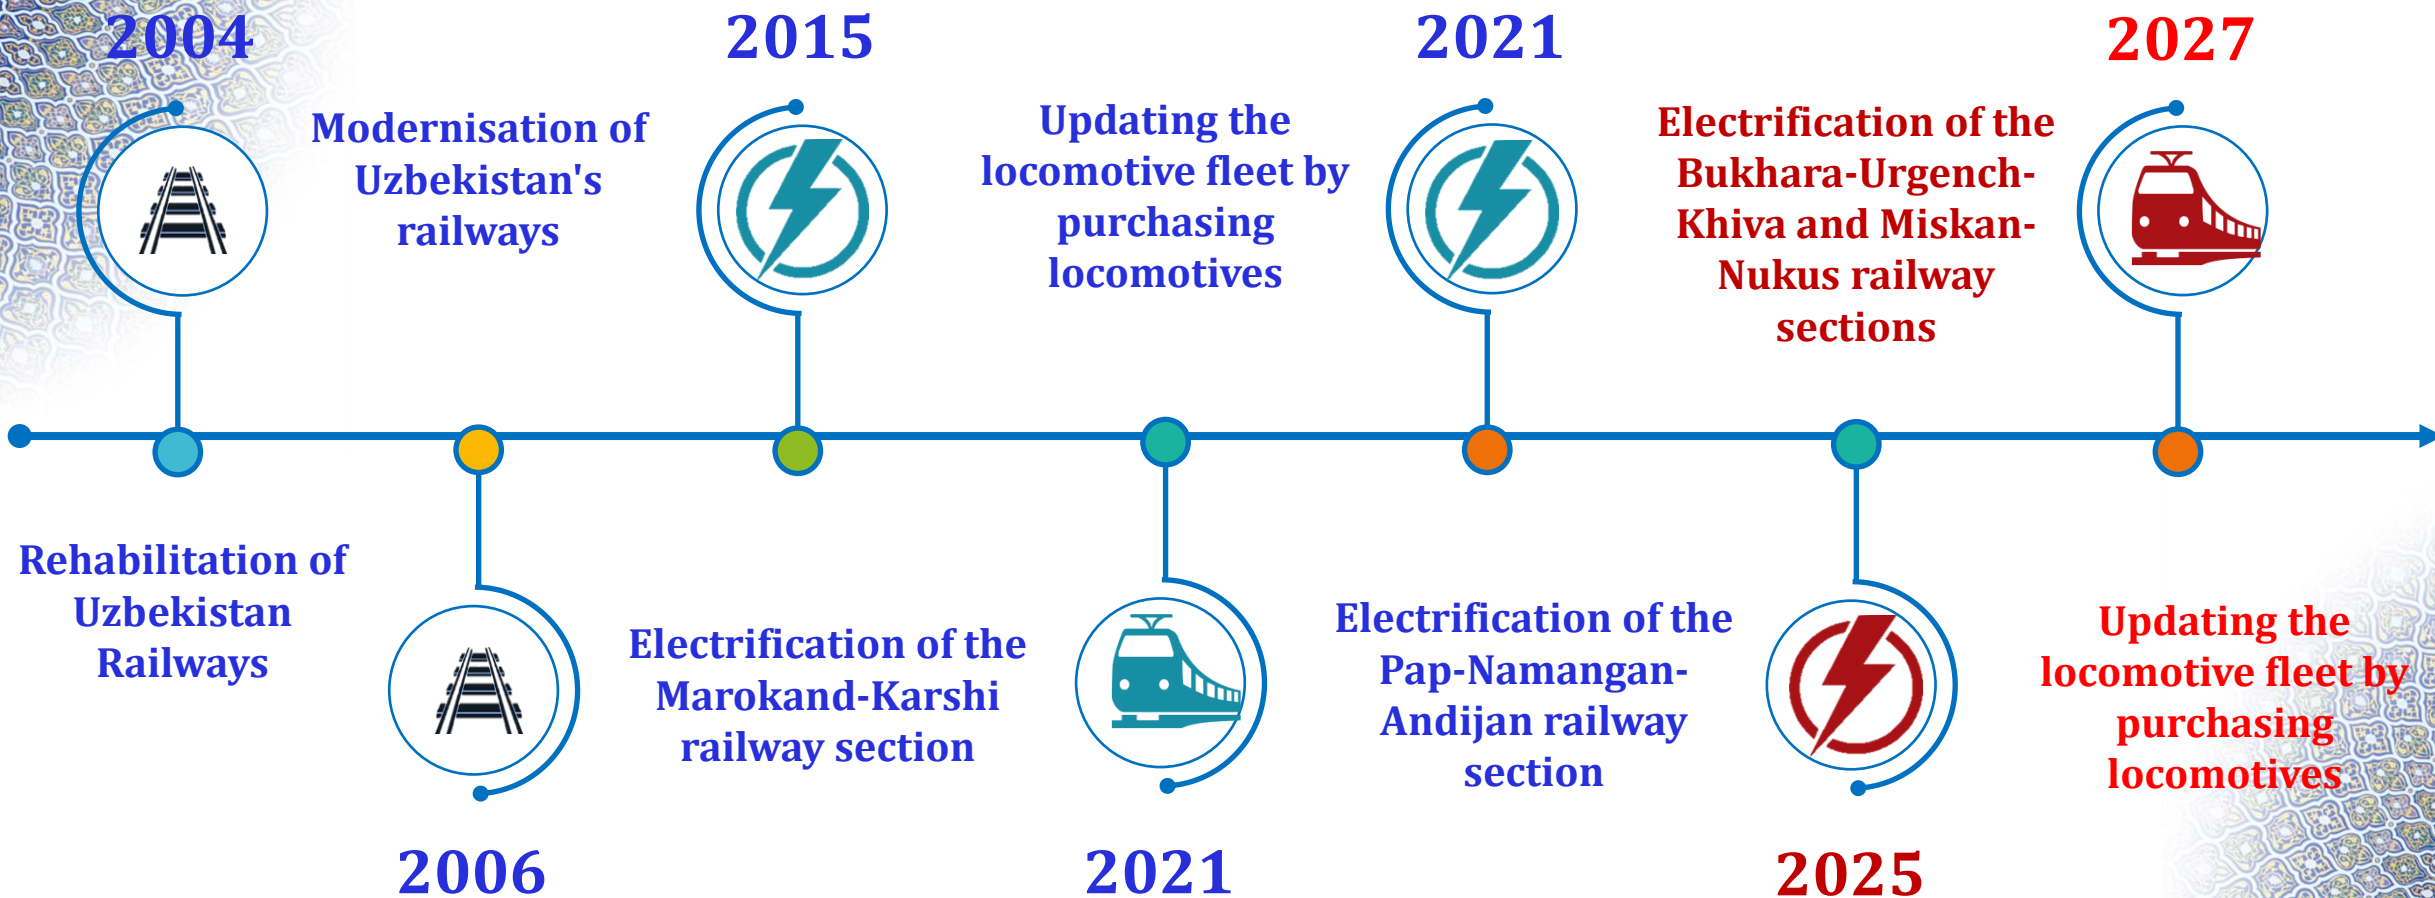 2004
Rehabilitation of
Uzbekistan
Railways
Modernisation of
Uzbekistan's
railways
2006
2015
Electrification of the
Marokand-Karshi
railway section
Updating the
locomotive fleet by
purchasing
locomotives
2021
2021
Electrification of the
Pap-Namangan-
Andijan railway
section
Electrification of the
Bukhara-Urgench-
Khiva and Miskan-
Nukus railway
sections
2025
2027
Updating the
locomotive fleet by
purchasing
locomotives